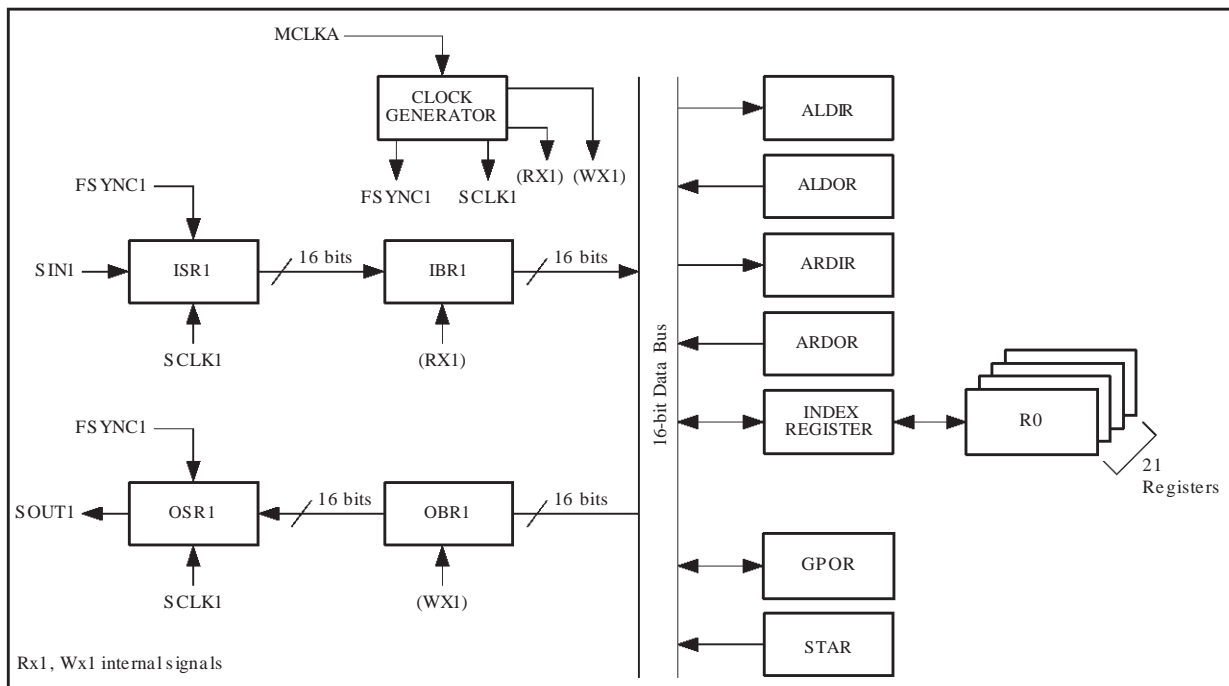 MCLKA
CLOCK
GENERATOR
FSYNC1
SCLK1
(RX1)
(WX1)
FSYNC1
SIN1
ISR1
16 bits
IBR1
16 bits
SCLK1
(RX1)
FSYNC1
SOUT1
OSR1
16 bits
OBR1
16 bits
SCLK1
(WX1)
16-bit Data Bus
ALDIR
ALDOR
ARDIR
ARDOR
INDEX
REGISTER
R0
21
Registers
GPOR
STAR
Rx1, Wx1 internal signals